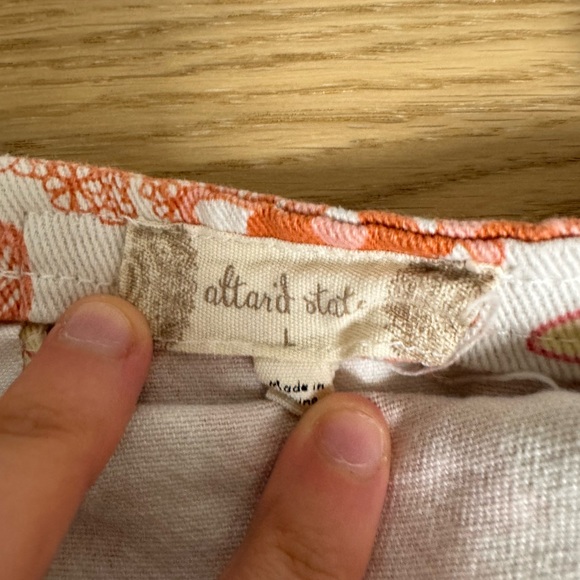 altar'd state
L
Made in